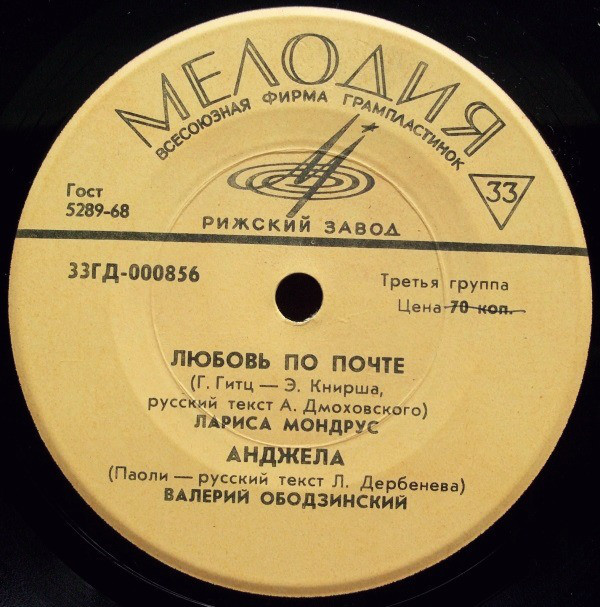 МЕЛОДИЯ
ВСЕСОЮЗНАЯ ФИРМА ГРАМПЛАСТИНОК
Гост
5289-68
33
РИЖСКИЙ ЗАВОД
33ГД-000856
Третья группа
Цена 70 коп.
ЛЮБОВЬ ПО ПОЧТЕ
(Г. Гитц — Э. Книрша,
русский текст А. Дмоховского)
ЛАРИСА МОНДРУС
АНДЖЕЛА
(Паоли — русский текст Л. Дербенева)
ВАЛЕРИЙ ОБОДЗИНСКИЙ